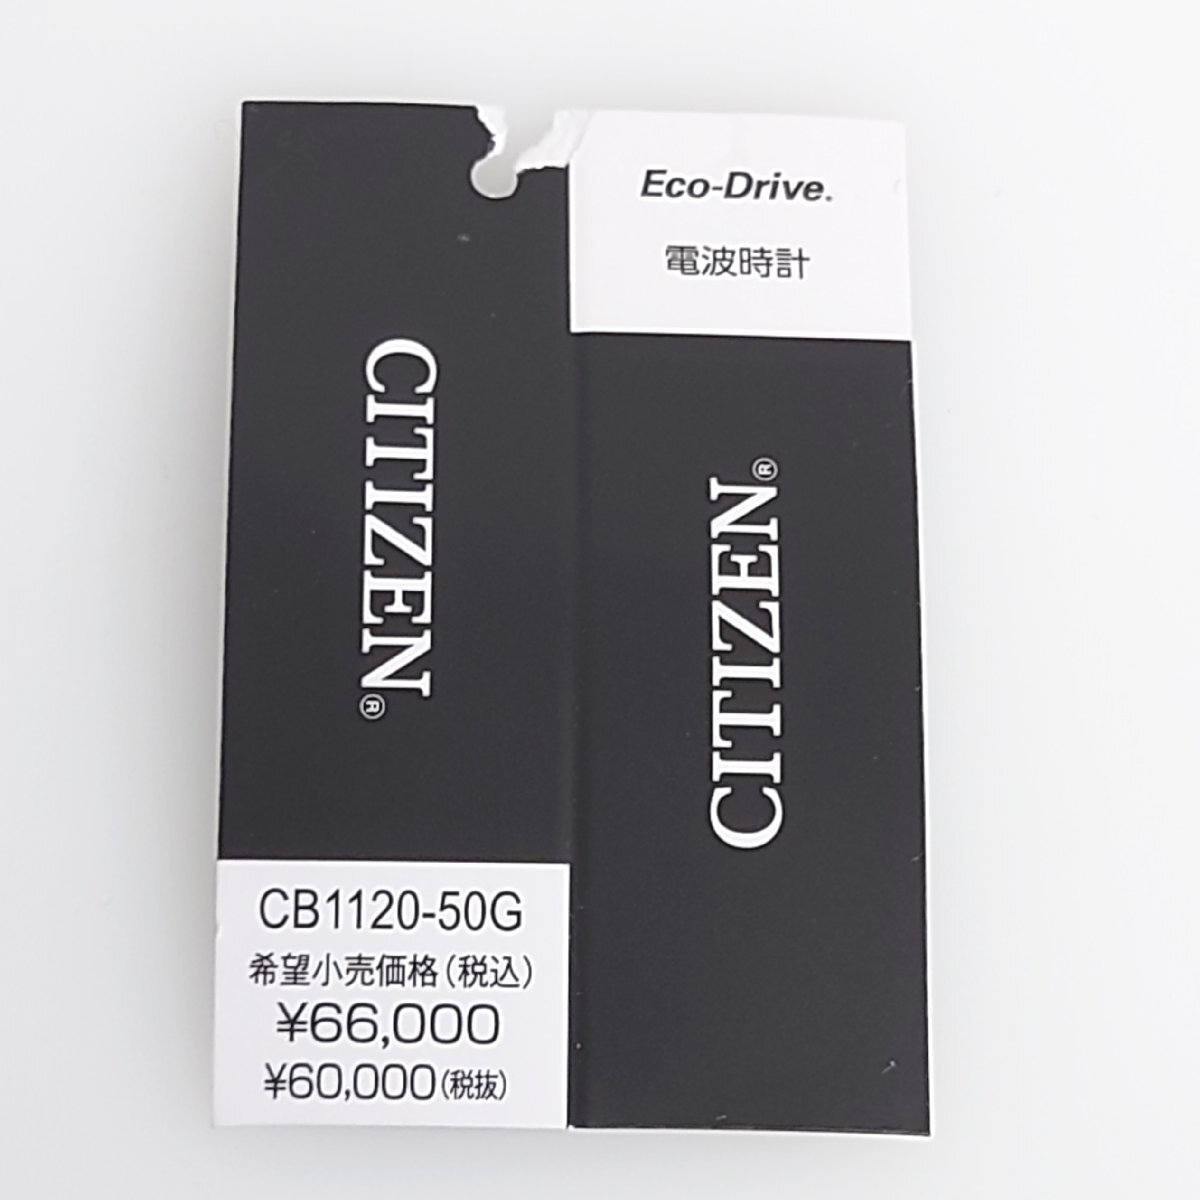 Eco-Drive.
電波時計
CITIZEN®
CITIZEN®
CB1120-50G
希望小売価格(税込)
¥66,000
¥60,000(税抜)